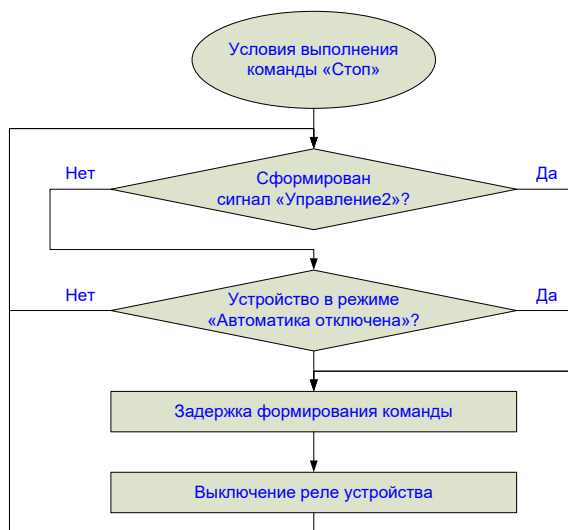 Условия выполнения
команды «Стоп»
Нет
Да
Сформирован
сигнал «Управление2»?
Нет
Да
Устройство в режиме
«Автоматика отключена»?
Задержка формирования команды
Выключение реле устройства